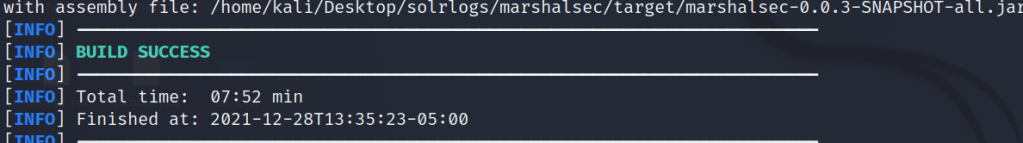 with assembly file: /home/kali/Desktop/solrlogs/marshalsec/target/marshalsec-0.0.3-SNAPSHOT-all.jar
[INFO] ------------------------------------------------------------------------
[INFO] BUILD SUCCESS
[INFO] ------------------------------------------------------------------------
[INFO] Total time:  07:52 min
[INFO] Finished at: 2021-12-28T13:35:23-05:00
[INFO] ------------------------------------------------------------------------